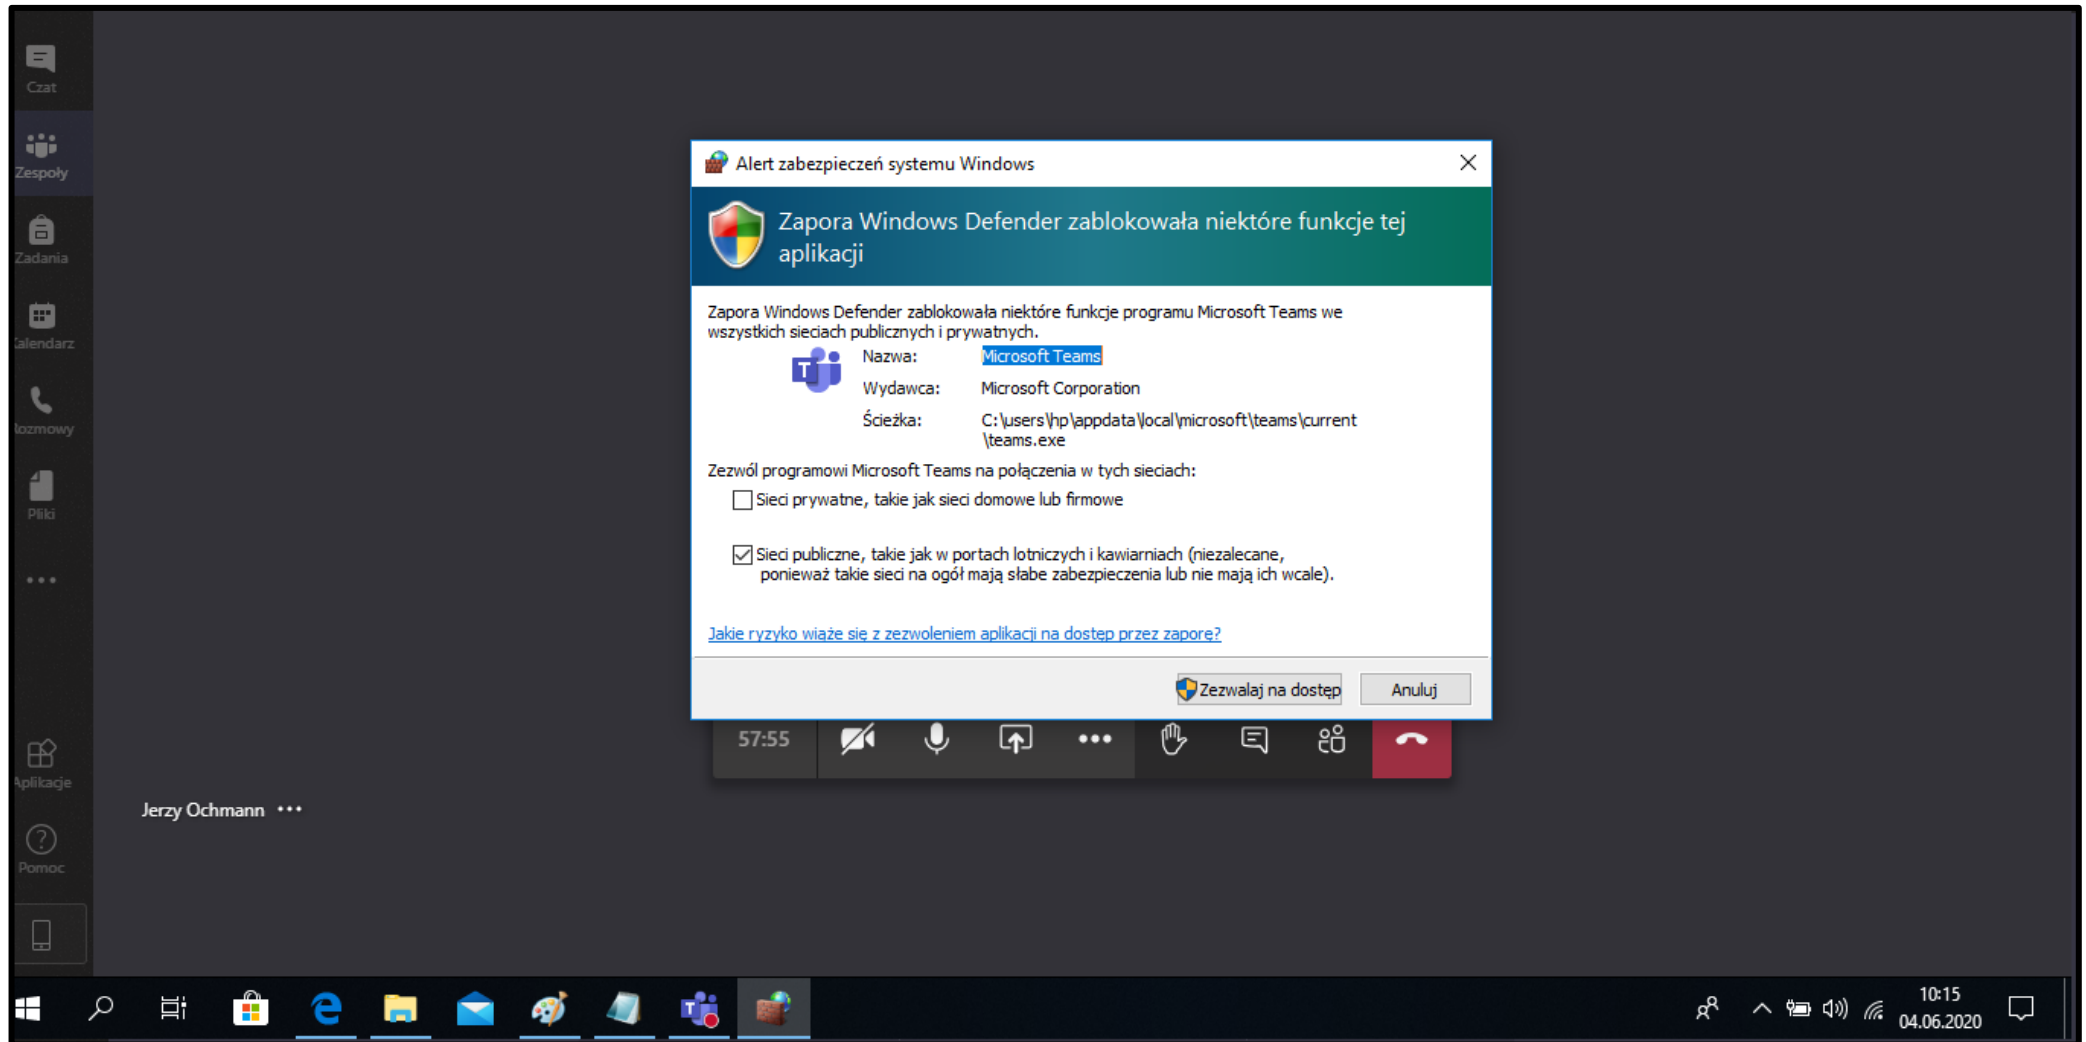 Czat
Zespoły
Zadania
Kalendarz
Rozmowy
Pliki
Aplikacje
Pomoc
Alert zabezpieczeń systemu Windows
Zapora Windows Defender zablokowała niektóre funkcje tej
aplikacji
Zapora Windows Defender zablokowała niektóre funkcje programu Microsoft Teams we
wszystkich sieciach publicznych i prywatnych.
Nazwa: Microsoft Teams
Wydawca: Microsoft Corporation
Ścieżka: C:\users\hp\appdata\local\microsoft\teams\current
\teams.exe
Zezwól programowi Microsoft Teams na połączenia w tych sieciach:
Sieci prywatne, takie jak sieci domowe lub firmowe
Sieci publiczne, takie jak w portach lotniczych i kawiarniach (niezalecane,
ponieważ takie sieci na ogół mają słabe zabezpieczenia lub nie mają ich wcale).
Jakie ryzyko wiąże się z zezwoleniem aplikacji na dostęp przez zaporę?
Zezwalaj na dostęp Anuluj
57:55
Jerzy Ochmann
10:15
04.06.2020